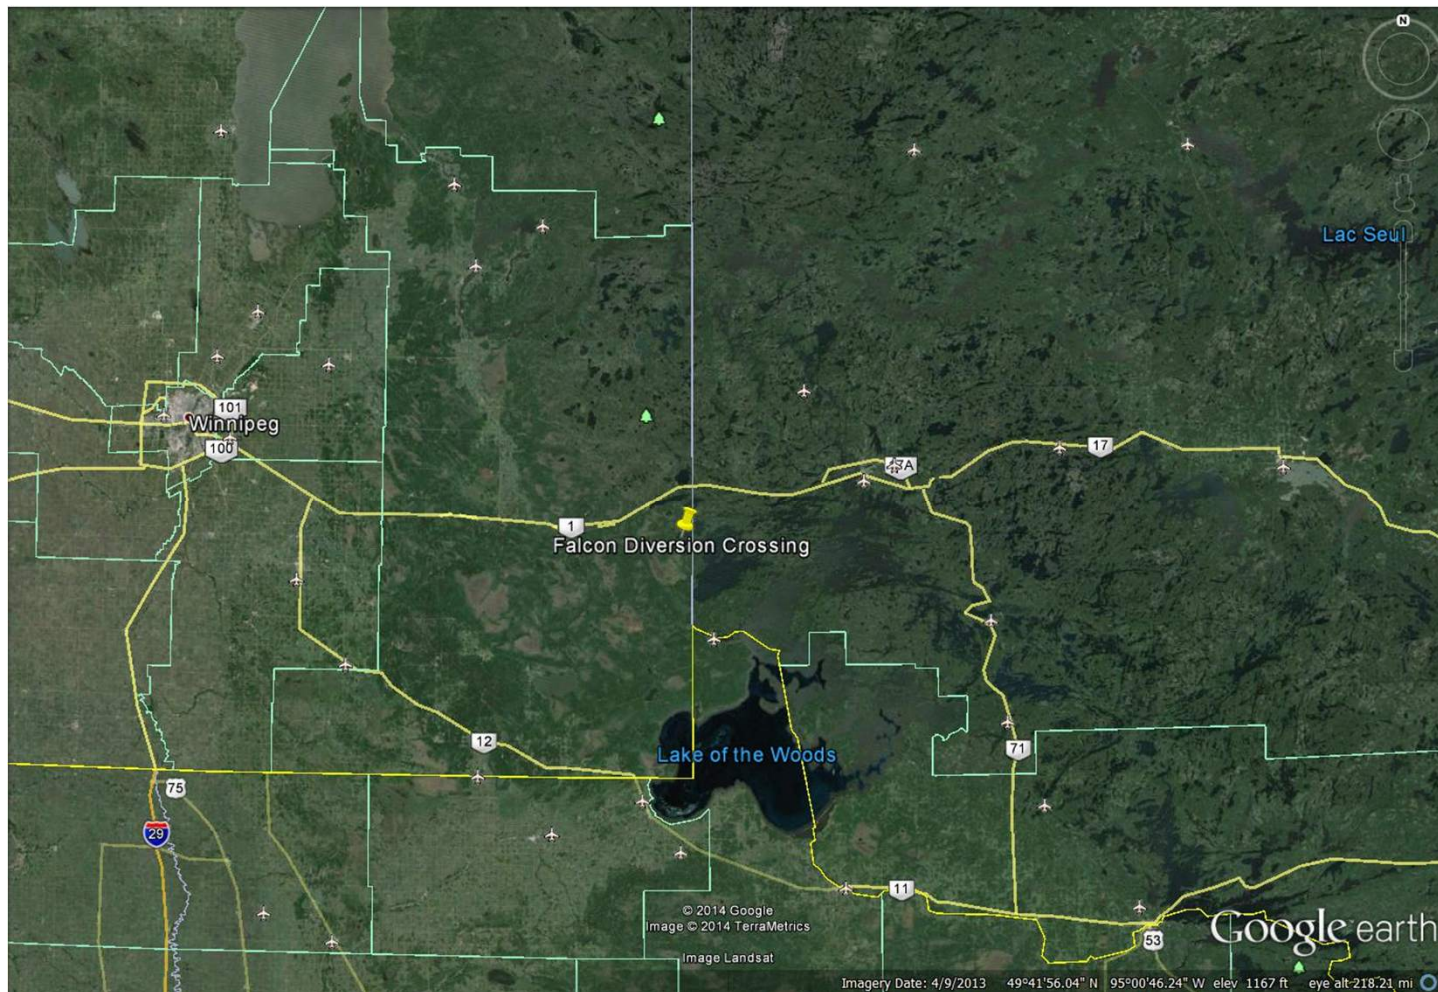 N
Lac Seul
101
Winnipeg
100
17
1
Falcon Diversion Crossing
Lake of the Woods
12
71
75
29
11
© 2014 Google
Image © 2014 TerraMetrics
Image Landsat
53
Google earth
Imagery Date: 4/9/2013 49°41'56.04" N 95°00'46.24" W elev 1167 ft eye alt 218.21 mi